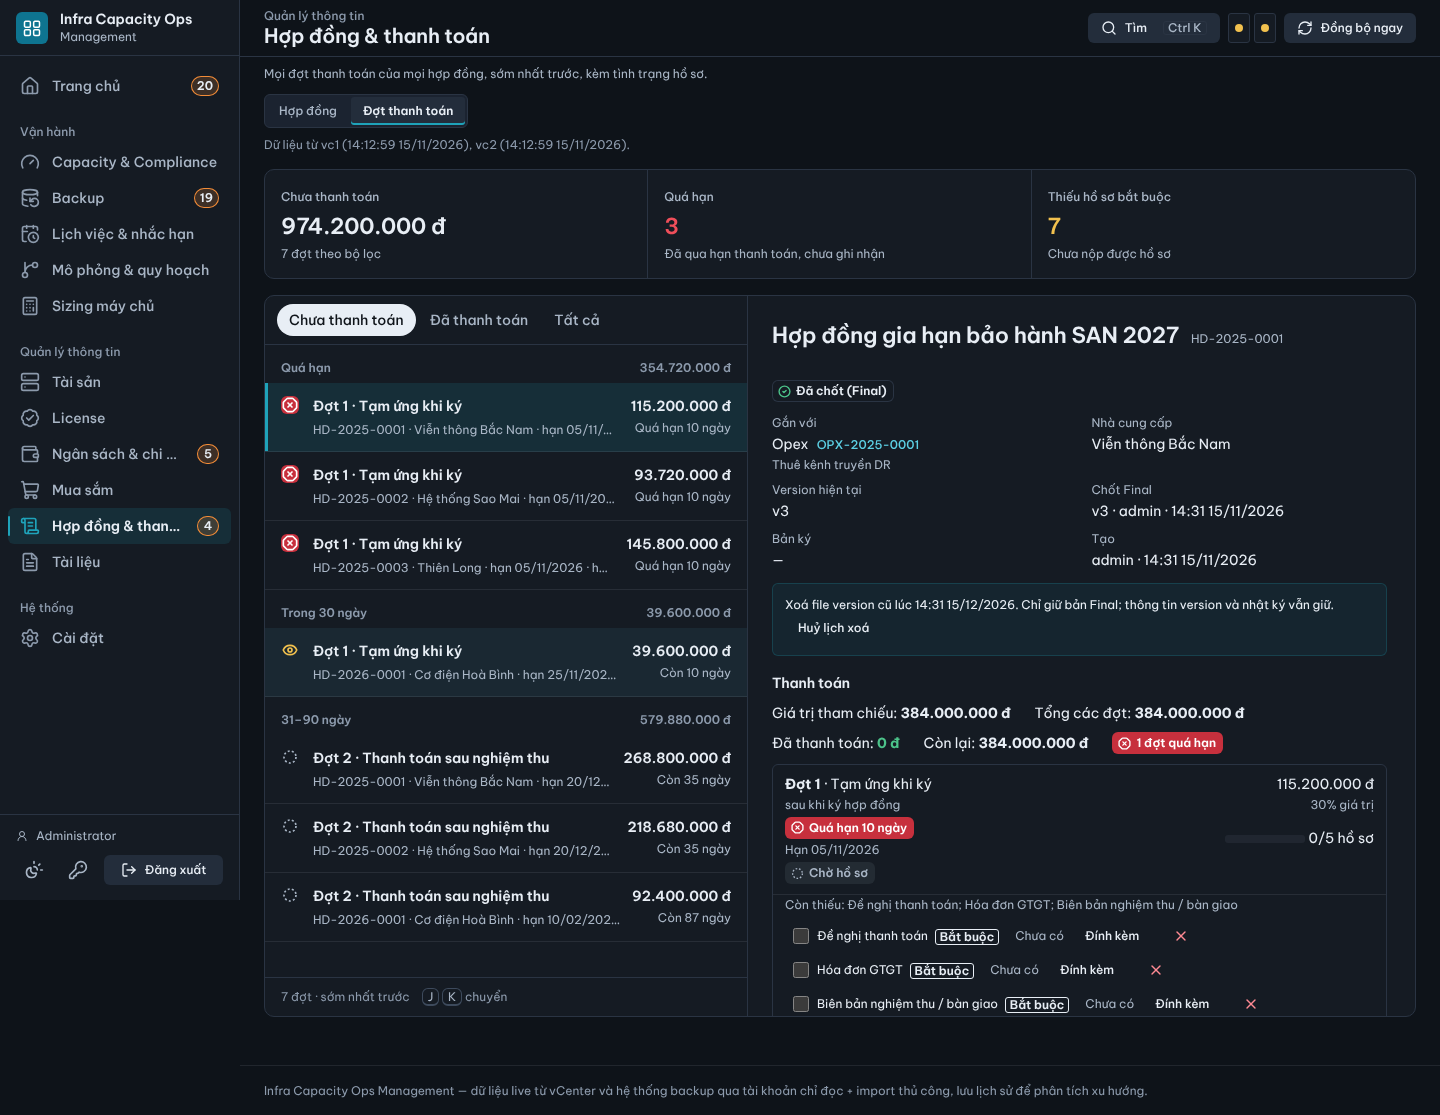 Infra Capacity Ops
Management
Trang chủ 20
Vận hành
Capacity & Compliance
Backup 19
Lịch việc & nhắc hạn
Mô phỏng & quy hoạch
Sizing máy chủ
Quản lý thông tin
Tài sản
License
Ngân sách & chi ... 5
Mua sắm
Hợp đồng & than... 4
Tài liệu
Hệ thống
Cài đặt
Administrator
Đăng xuất
Quản lý thông tin
Hợp đồng & thanh toán
Tìm Ctrl K
Đồng bộ ngay
Mọi đợt thanh toán của mọi hợp đồng, sớm nhất trước, kèm tình trạng hồ sơ.
Hợp đồng Đợt thanh toán
Dữ liệu từ vc1 (14:12:59 15/11/2026), vc2 (14:12:59 15/11/2026).
Chưa thanh toán
974.200.000 đ
7 đợt theo bộ lọc
Quá hạn
3
Đã qua hạn thanh toán, chưa ghi nhận
Thiếu hồ sơ bắt buộc
7
Chưa nộp được hồ sơ
Chưa thanh toán Đã thanh toán Tất cả
Quá hạn 354.720.000 đ
Đợt 1 · Tạm ứng khi ký 115.200.000 đ
HD-2025-0001 · Viễn thông Bắc Nam · hạn 05/11/... Quá hạn 10 ngày
Đợt 1 · Tạm ứng khi ký 93.720.000 đ
HD-2025-0002 · Hệ thống Sao Mai · hạn 05/11/20... Quá hạn 10 ngày
Đợt 1 · Tạm ứng khi ký 145.800.000 đ
HD-2025-0003 · Thiên Long · hạn 05/11/2026 · h... Quá hạn 10 ngày
Trong 30 ngày 39.600.000 đ
Đợt 1 · Tạm ứng khi ký 39.600.000 đ
HD-2026-0001 · Cơ điện Hoà Bình · hạn 25/11/202... Còn 10 ngày
31–90 ngày 579.880.000 đ
Đợt 2 · Thanh toán sau nghiệm thu 268.800.000 đ
HD-2025-0001 · Viễn thông Bắc Nam · hạn 20/12... Còn 35 ngày
Đợt 2 · Thanh toán sau nghiệm thu 218.680.000 đ
HD-2025-0002 · Hệ thống Sao Mai · hạn 20/12/2... Còn 35 ngày
Đợt 2 · Thanh toán sau nghiệm thu 92.400.000 đ
HD-2026-0001 · Cơ điện Hoà Bình · hạn 10/02/202... Còn 87 ngày
7 đợt · sớm nhất trước J K chuyển
Hợp đồng gia hạn bảo hành SAN 2027 HD-2025-0001
Đã chốt (Final)
Gắn với
Opex OPX-2025-0001
Thuê kênh truyền DR
Nhà cung cấp
Viễn thông Bắc Nam
Version hiện tại
v3
Chốt Final
v3 · admin · 14:31 15/11/2026
Bản ký
—
Tạo
admin · 14:31 15/11/2026
Xoá file version cũ lúc 14:31 15/12/2026. Chỉ giữ bản Final; thông tin version và nhật ký vẫn giữ.
Huỷ lịch xoá
Thanh toán
Giá trị tham chiếu: 384.000.000 đ Tổng các đợt: 384.000.000 đ
Đã thanh toán: 0 đ Còn lại: 384.000.000 đ 1 đợt quá hạn
Đợt 1 · Tạm ứng khi ký 115.200.000 đ
sau khi ký hợp đồng 30% giá trị
Quá hạn 10 ngày
0/5 hồ sơ
Hạn 05/11/2026
Chờ hồ sơ
Còn thiếu: Đề nghị thanh toán; Hóa đơn GTGT; Biên bản nghiệm thu / bàn giao
Đề nghị thanh toán Bắt buộc Chưa có Đính kèm
Hóa đơn GTGT Bắt buộc Chưa có Đính kèm
Biên bản nghiệm thu / bàn giao Bắt buộc Chưa có Đính kèm
Infra Capacity Ops Management — dữ liệu live từ vCenter và hệ thống backup qua tài khoản chỉ đọc + import thủ công, lưu lịch sử để phân tích xu hướng.